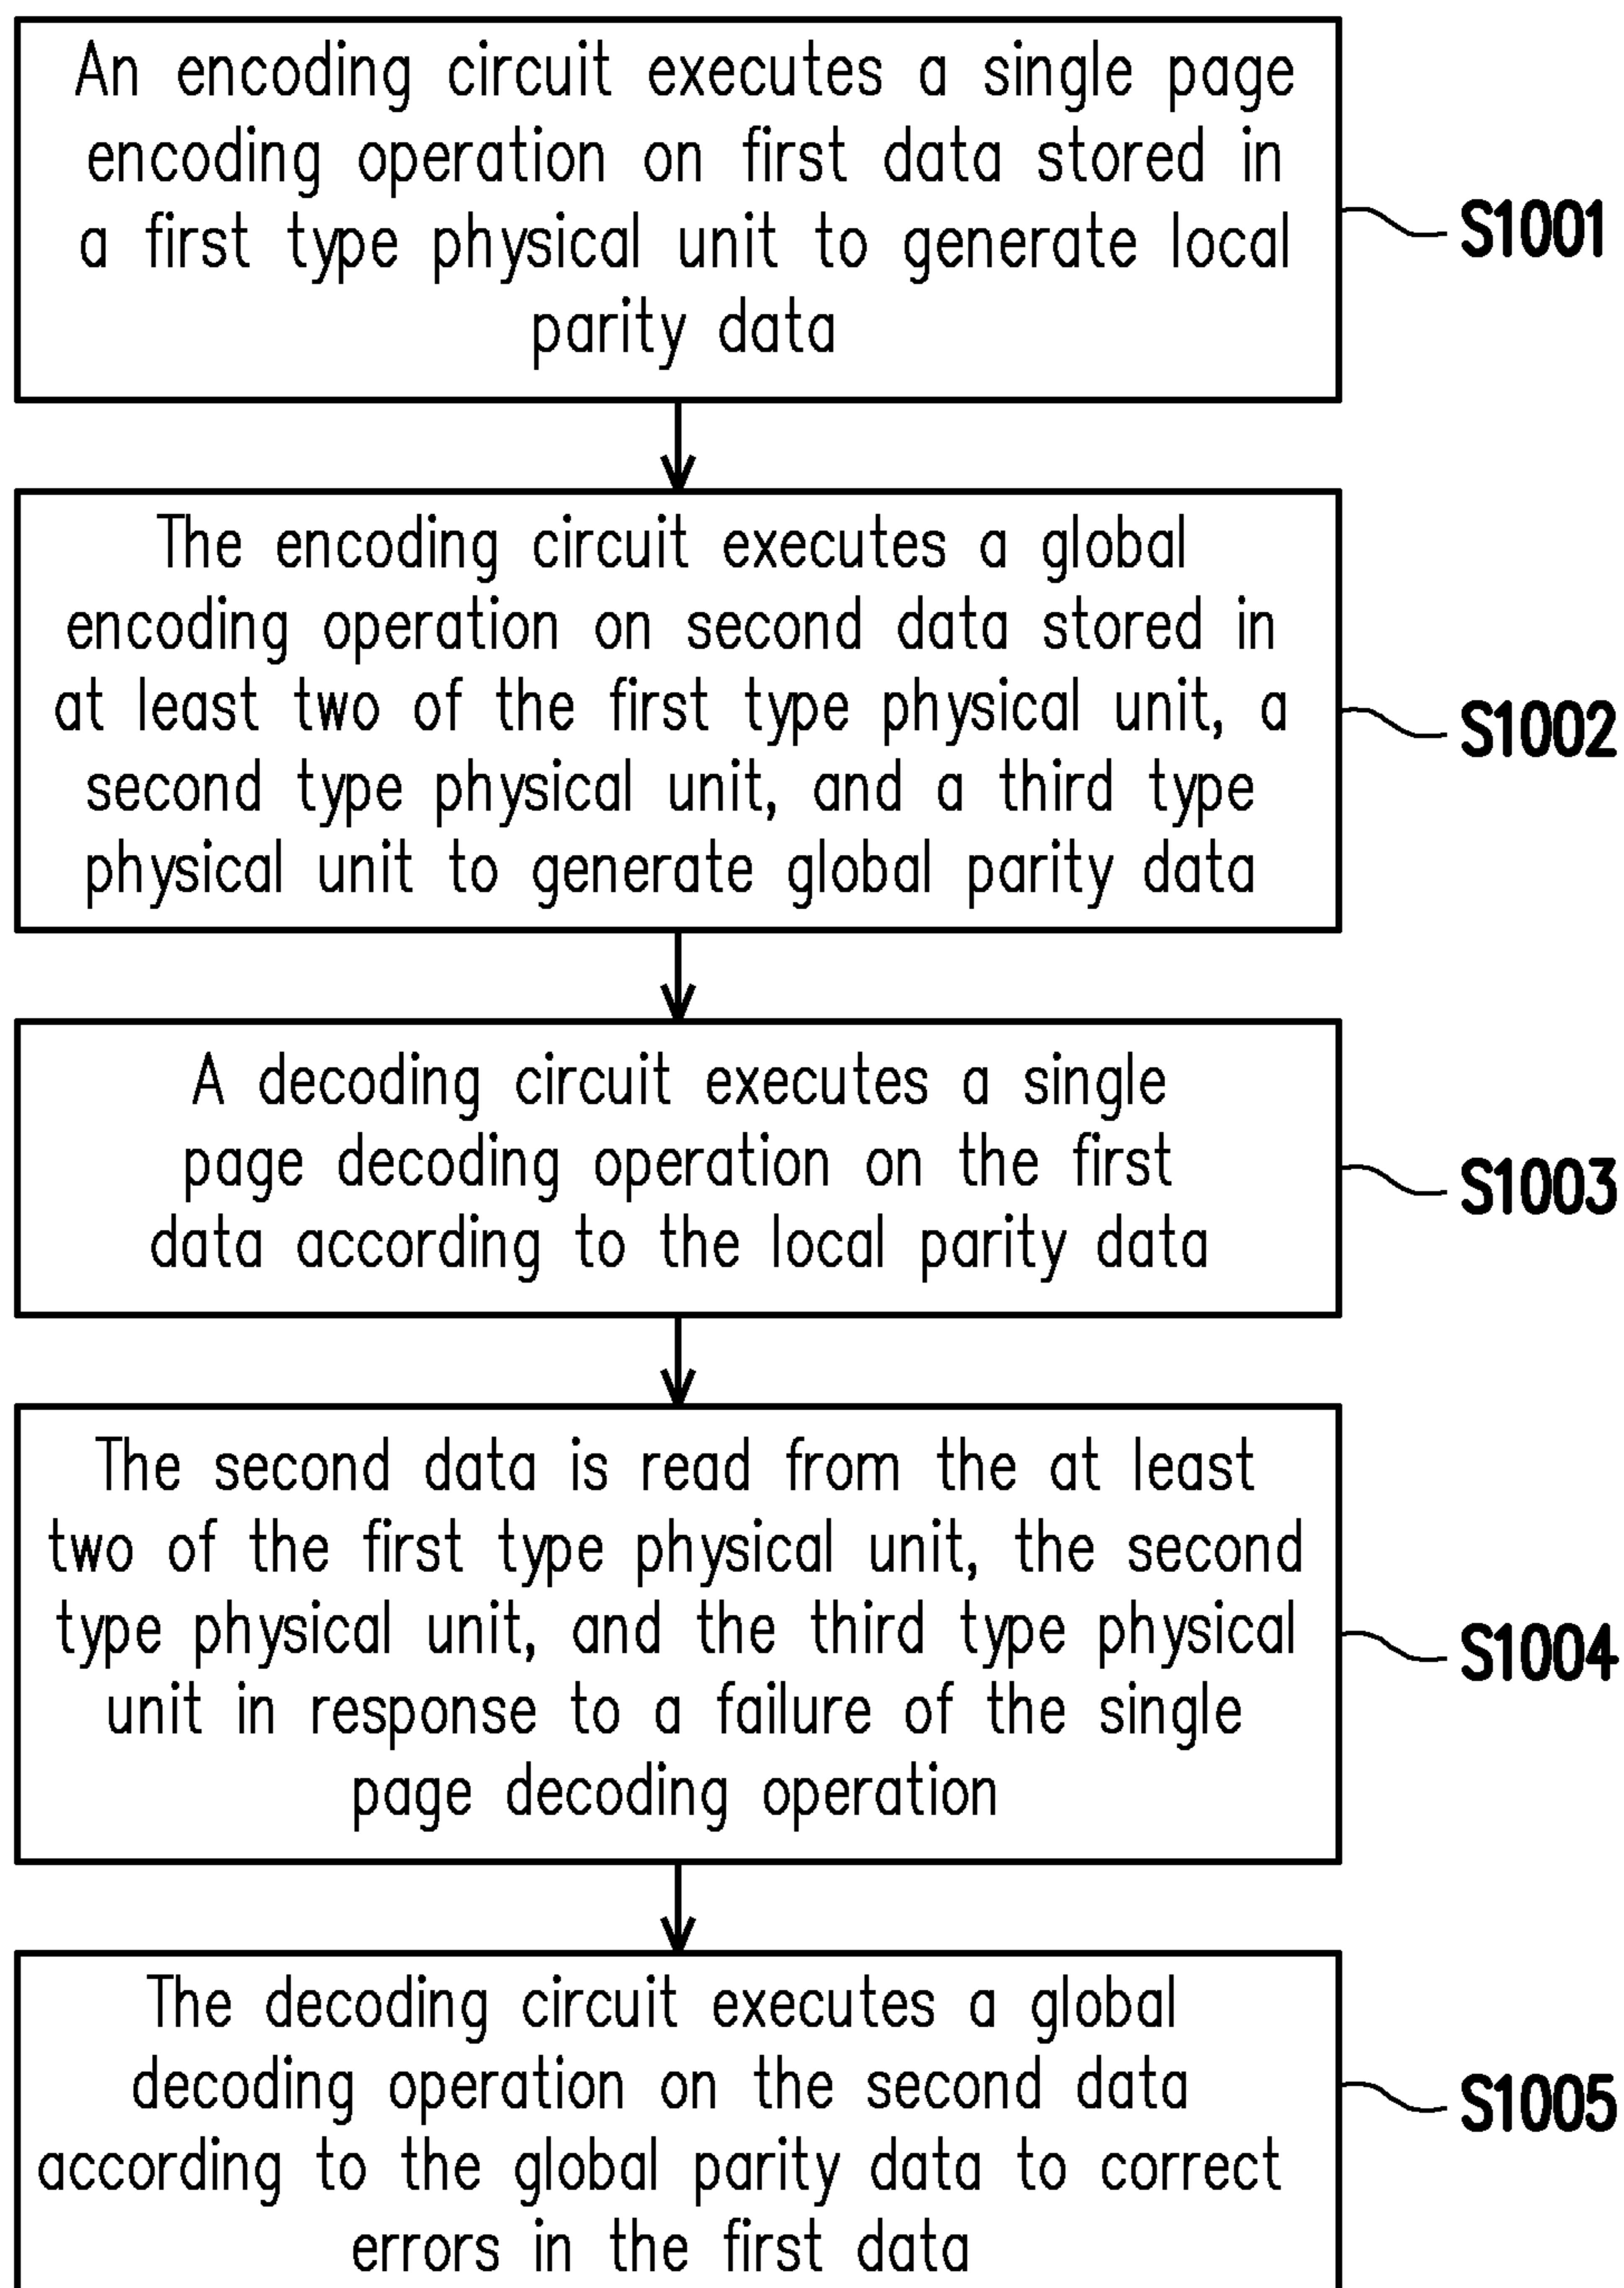 An encoding circuit executes a single page
encoding operation on first data stored in
a first type physical unit to generate local
parity data
S1001
The encoding circuit executes a global
encoding operation on second data stored in
at least two of the first type physical unit, a
second type physical unit, and a third type
physical unit to generate global parity data
S1002
A decoding circuit executes a single
page decoding operation on the first
data according to the local parity data
S1003
The second data is read from the at least
two of the first type physical unit, the second
type physical unit, and the third type physical
unit in response to a failure of the single
page decoding operation
S1004
The decoding circuit executes a global
decoding operation on the second data
according to the global parity data to correct
errors in the first data
S1005